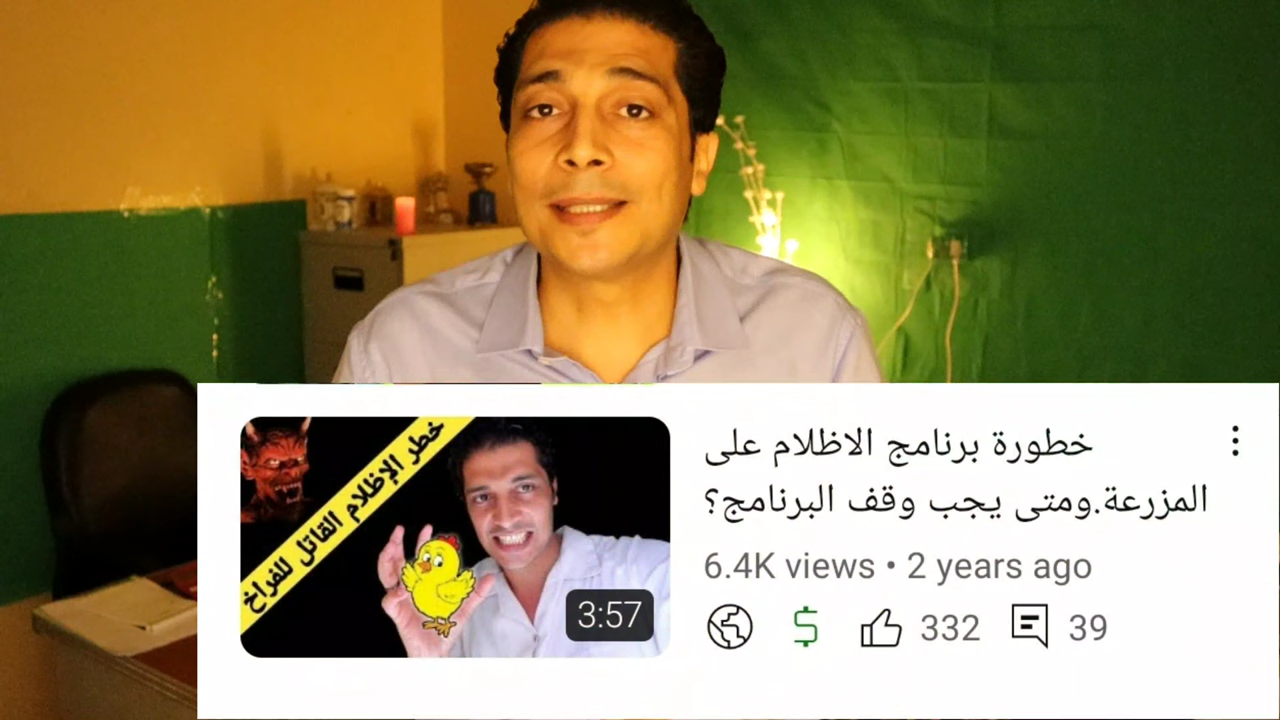 خطر الإظلام القاتل للفراخ
3:57
خطورة برنامج الاظلام على
المزرعة.ومتى يجب وقف البرنامج؟
6.4K views • 2 years ago
332 39